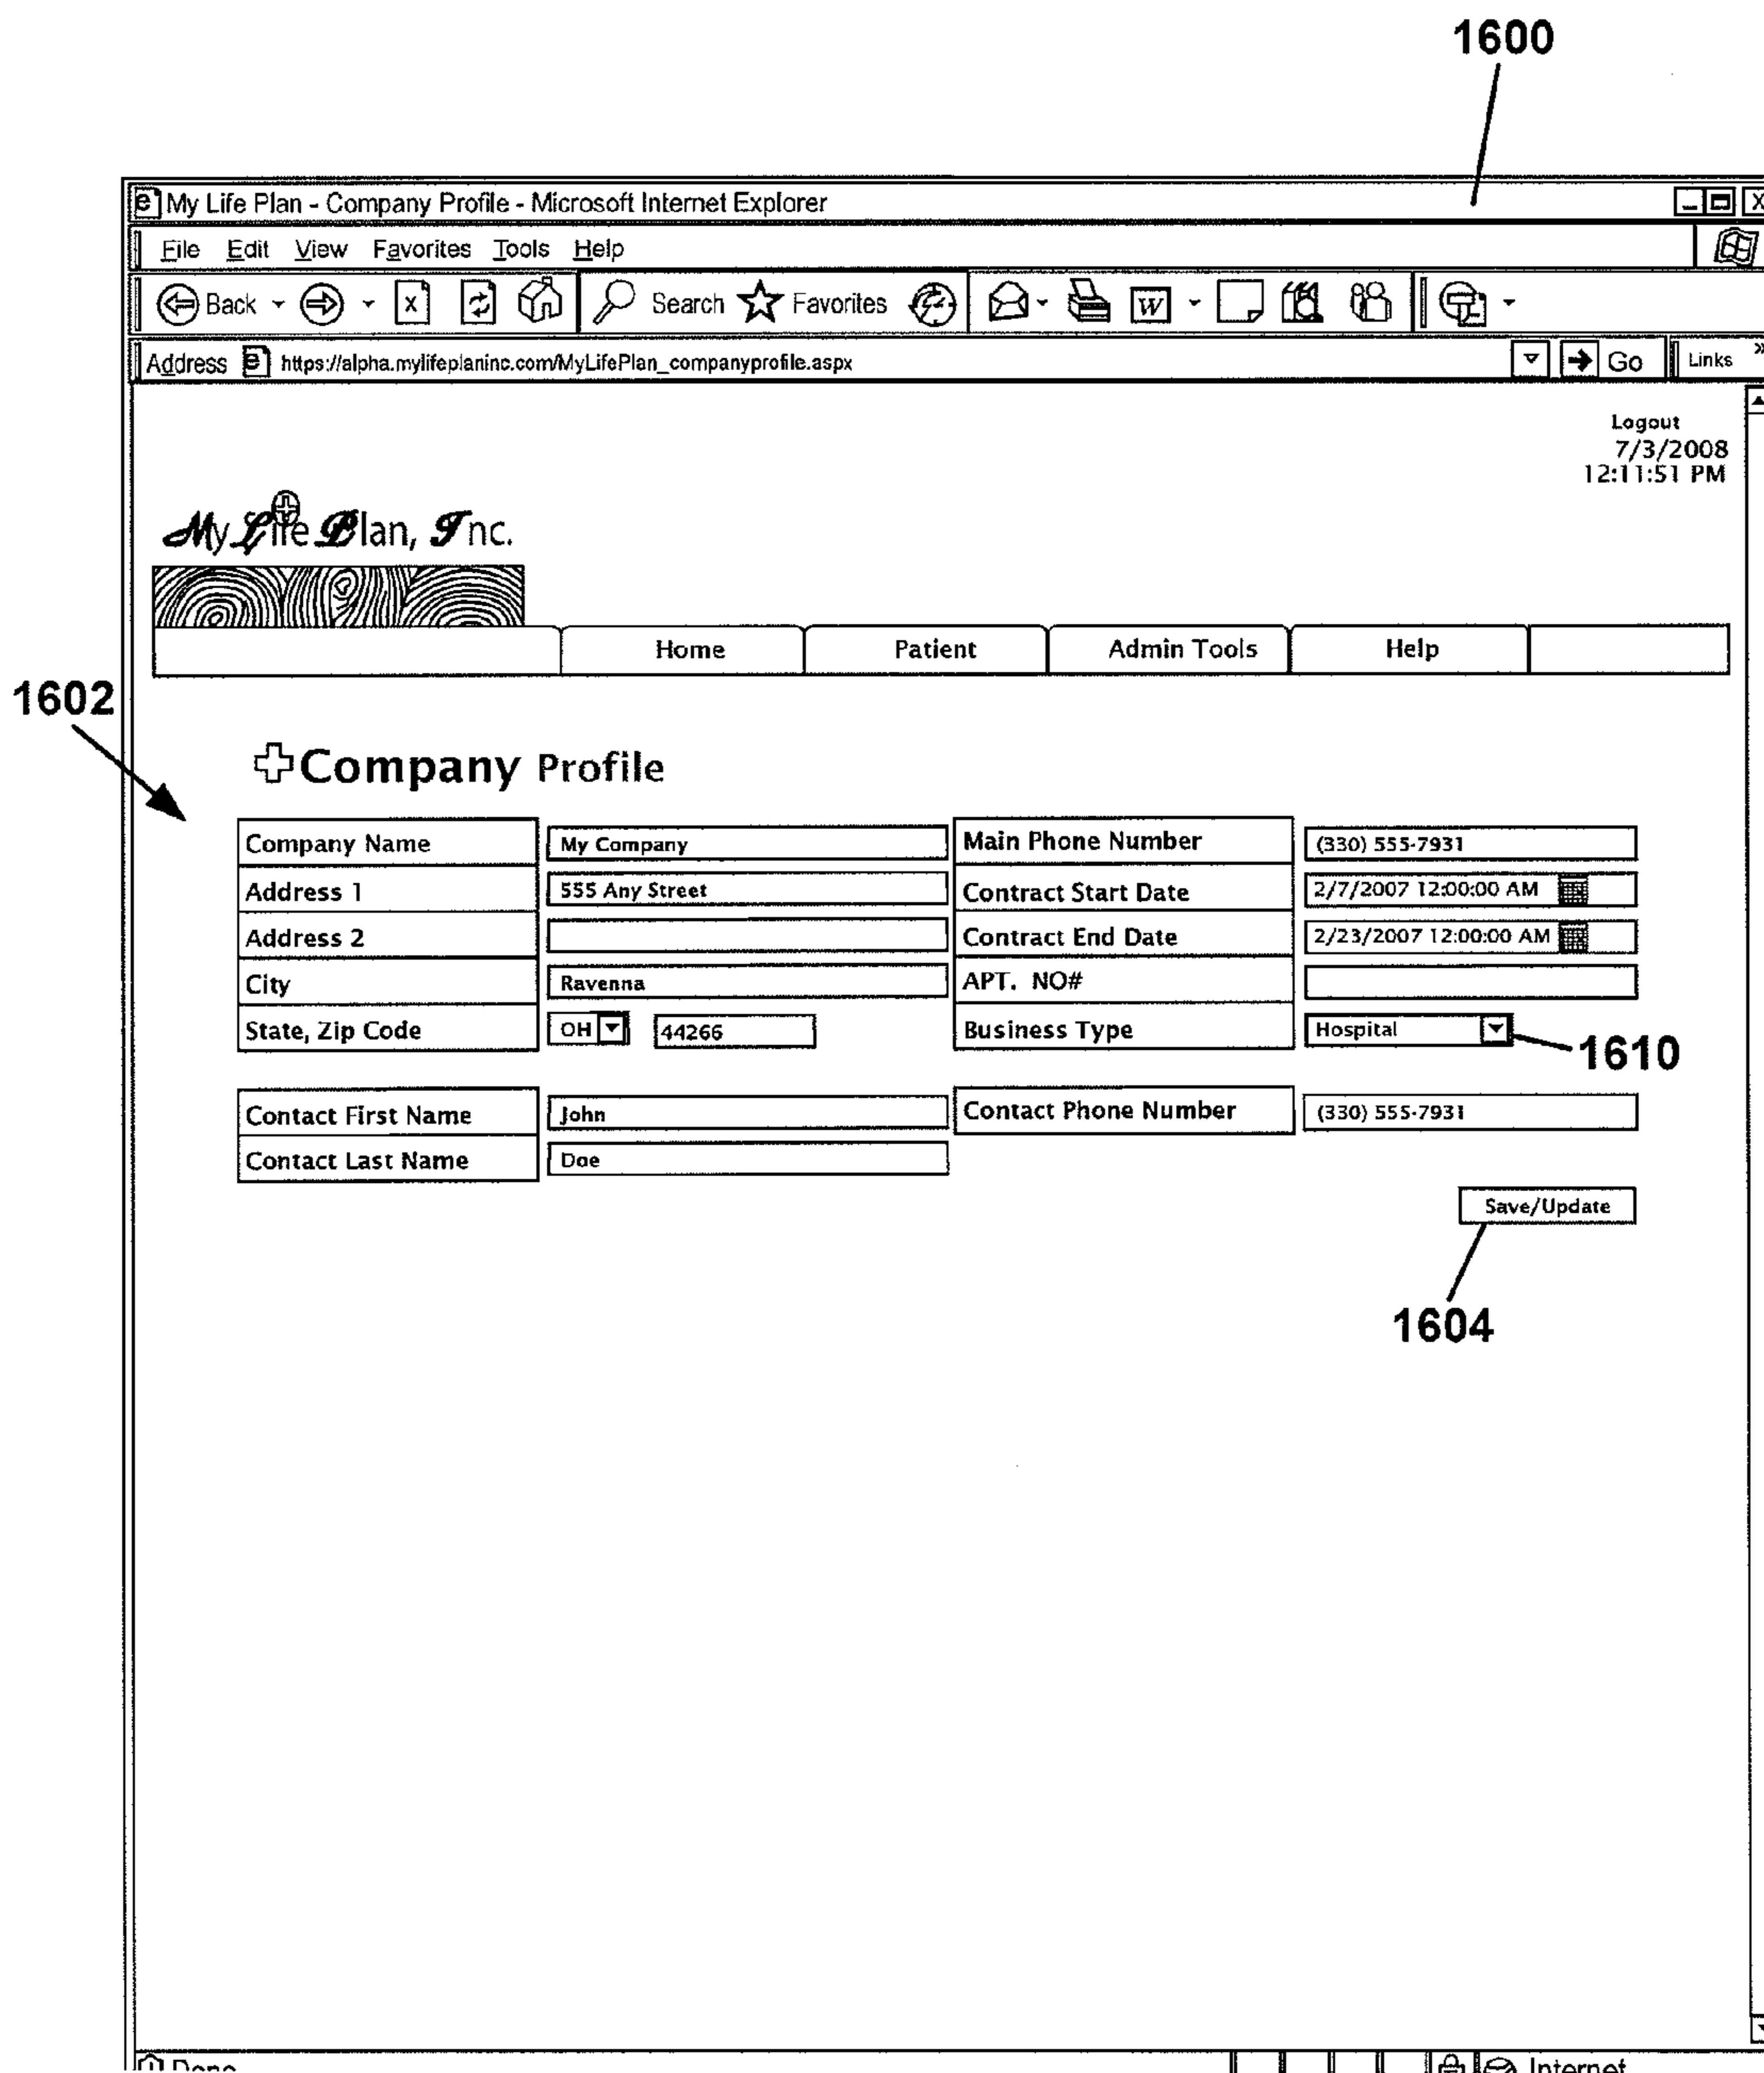 1600
My Life Plan - Company Profile - Microsoft Internet Explorer
File Edit View Favorites Tools Help
Back Search Favorites W
Address https://alpha.mylifeplaninc.com/MyLifePlan_companyprofile.aspx Go Links »
Logout
7/3/2008
12:11:51 PM
My Life Plan, Inc.
Home Patient Admin Tools Help
1602
Company Profile
Company Name My Company Main Phone Number (330) 555-7931
Address 1 555 Any Street Contract Start Date 2/7/2007 12:00:00 AM
Address 2 Contract End Date 2/23/2007 12:00:00 AM
City Ravenna APT. NO#
State, Zip Code OH 44266 Business Type Hospital
1610
Contact First Name John Contact Phone Number (330) 555-7931
Contact Last Name Doe
Save/Update
1604
Done Internet